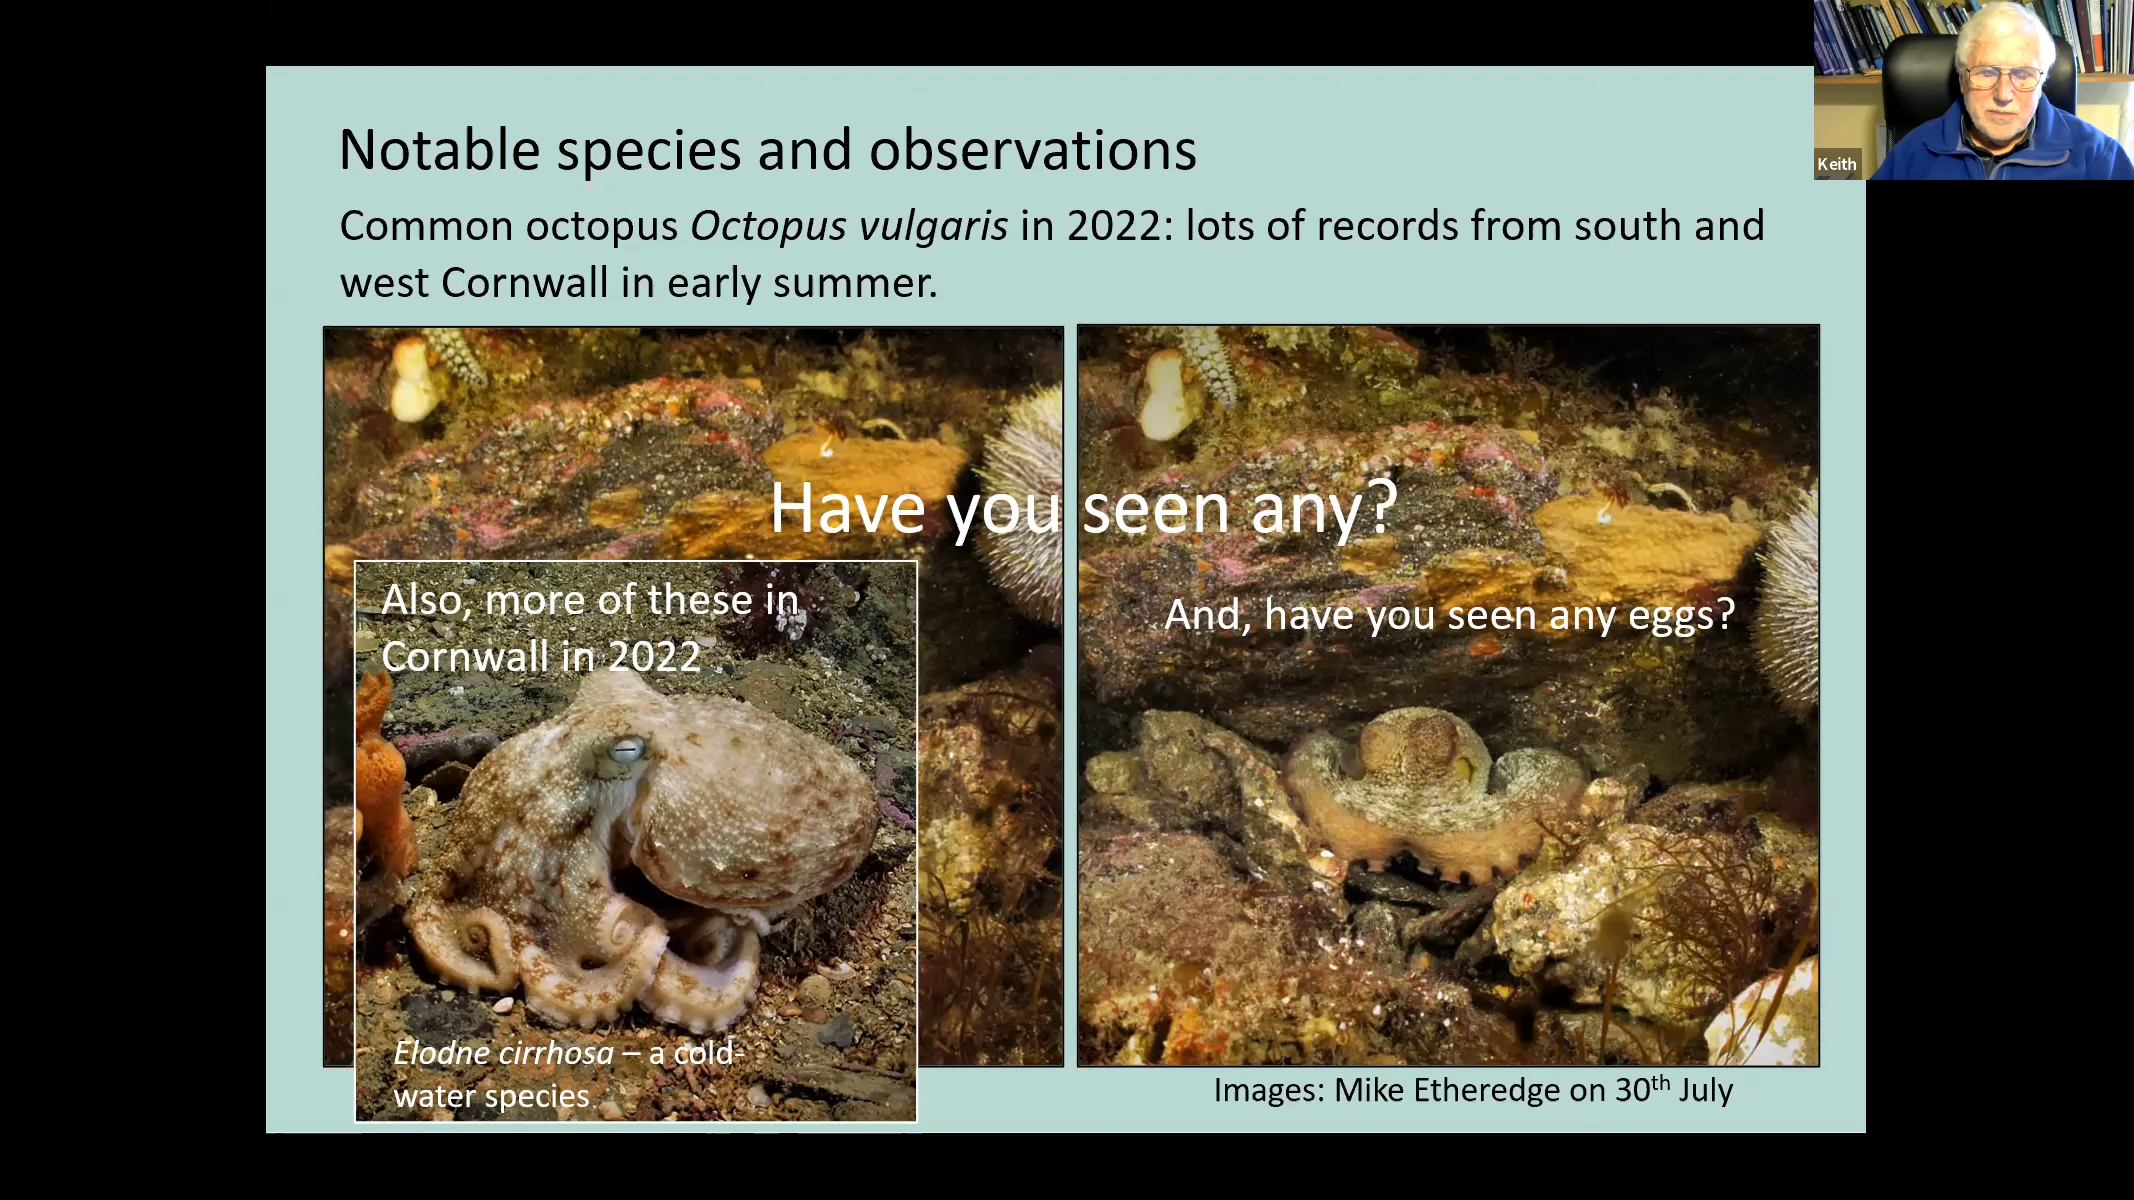 Notable species and observations
Common octopus Octopus vulgaris in 2022: lots of records from south and
west Cornwall in early summer.
Have you seen any?
Also, more of these in
Cornwall in 2022
And, have you seen any eggs?
Elodne cirrhosa – a cold-
water species.
Images: Mike Etheredge on 30th July
Keith